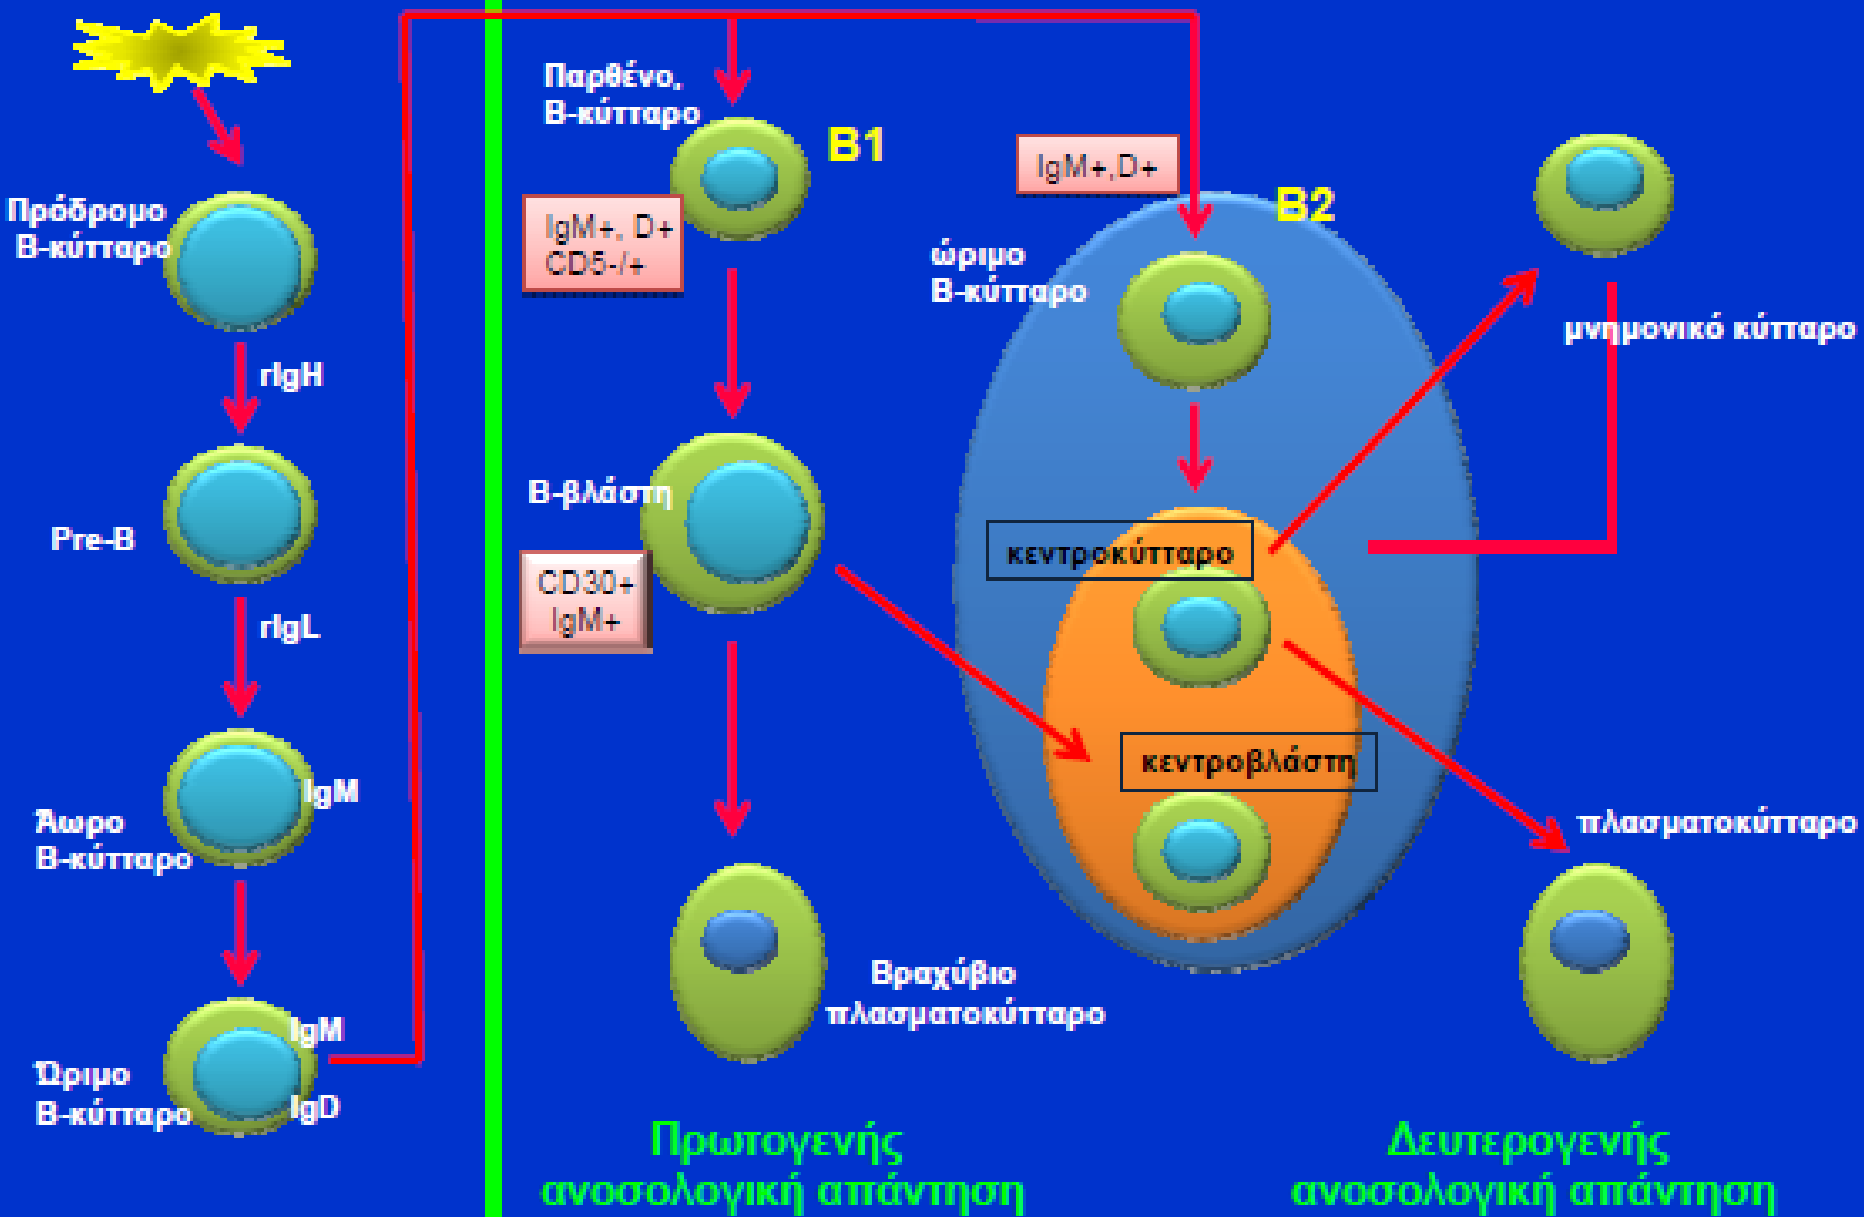 Πρόδρομο
Β-κύτταρο
rIgH
Pre-B
rIgL
IgM
Άωρο
Β-κύτταρο
IgM
Ώριμο
Β-κύτταρο
IgD
Παρθένο,
Β-κύτταρο
B1
IgM+, D+
CD5-/+
Β-βλάστη
CD30+
IgM+
Βραχύβιο
πλασματοκύτταρο
Πρωτογενής
ανοσολογική απάντηση
IgM+,D+
B2
ώριμο
Β-κύτταρο
κεντροκύτταρο
κεντροβλάστη
μνημονικό κύτταρο
πλασματοκύτταρο
Δευτερογενής
ανοσολογική απάντηση